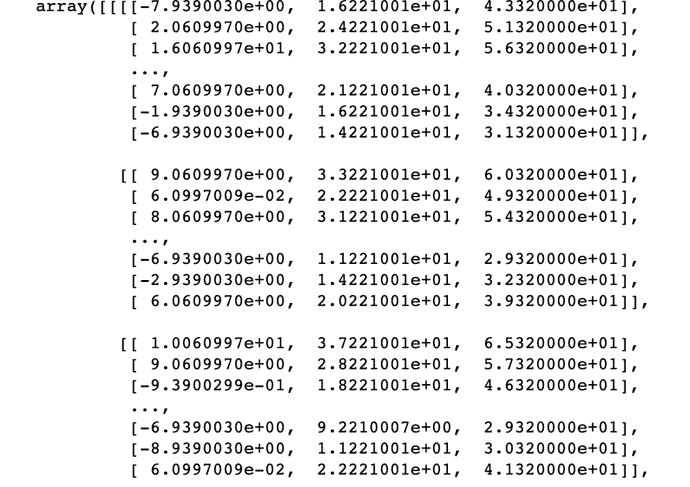 array([[[[-7.9390030e+00, 1.6221001e+01, 4.3320000e+01],
[ 2.0609970e+00, 2.4221001e+01, 5.1320000e+01],
[ 1.6060997e+01, 3.2221001e+01, 5.6320000e+01],
...,
[ 7.0609970e+00, 2.1221001e+01, 4.0320000e+01],
[-1.9390030e+00, 1.6221001e+01, 3.4320000e+01],
[-6.9390030e+00, 1.4221001e+01, 3.1320000e+01]],
[[ 9.0609970e+00, 3.3221001e+01, 6.0320000e+01],
[ 6.0997009e-02, 2.2221001e+01, 4.9320000e+01],
[ 8.0609970e+00, 3.1221001e+01, 5.4320000e+01],
...,
[-6.9390030e+00, 1.1221001e+01, 2.9320000e+01],
[-2.9390030e+00, 1.4221001e+01, 3.2320000e+01],
[ 6.0609970e+00, 2.0221001e+01, 3.9320000e+01]],
[[ 1.0060997e+01, 3.7221001e+01, 6.5320000e+01],
[ 9.0609970e+00, 2.8221001e+01, 5.7320000e+01],
[-9.3900299e-01, 1.8221001e+01, 4.6320000e+01],
...,
[-6.9390030e+00, 9.2210007e+00, 2.9320000e+01],
[-8.9390030e+00, 1.1221001e+01, 3.0320000e+01],
[ 6.0997009e-02, 2.2221001e+01, 4.1320000e+01]],